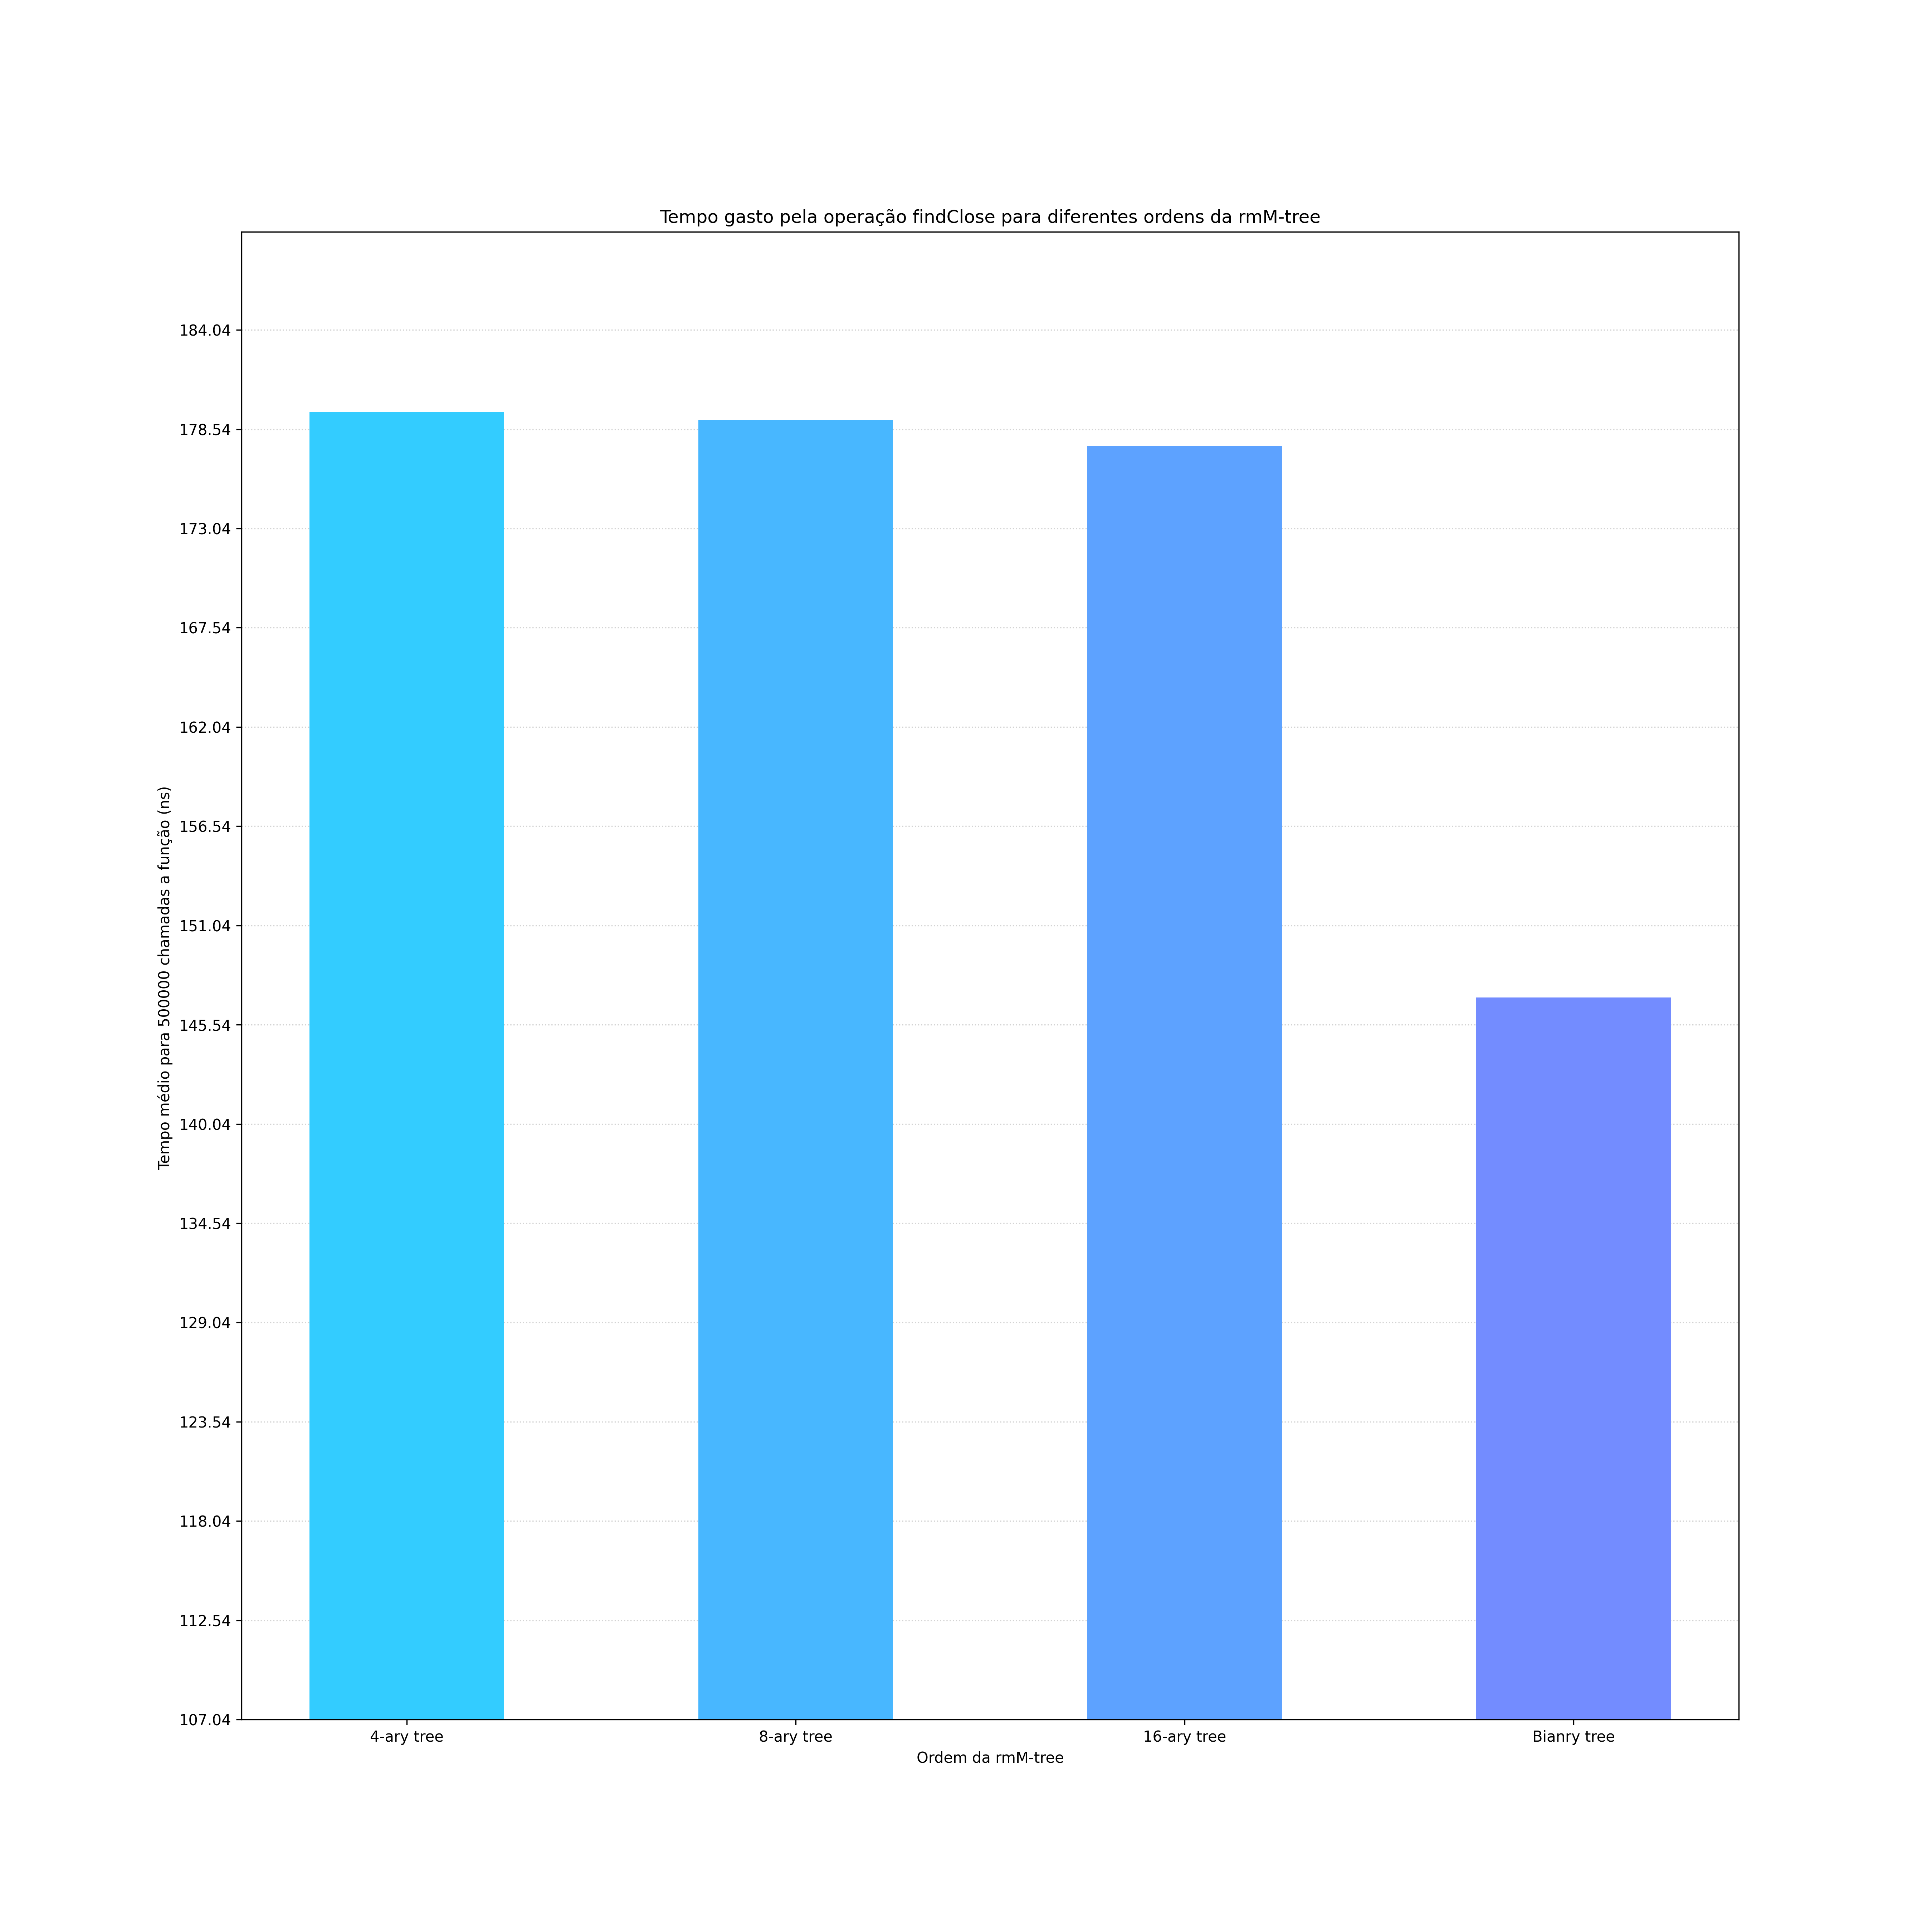 Tempo gasto pela operação findClose para diferentes ordens da rmM-tree
Tempo médio para 500000 chamadas a função (ns)
184.04
178.54
173.04
167.54
162.04
156.54
151.04
145.54
140.04
134.54
129.04
123.54
118.04
112.54
107.04
4-ary tree
8-ary tree
16-ary tree
Bianry tree
Ordem da rmM-tree